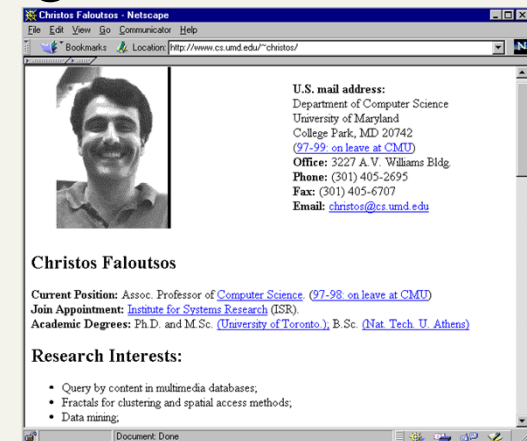 Christos Faloutsos - Netscape
File Edit View Go Communicator Help
Bookmarks Location: http://www.cs.umd.edu/~christos/
N
U.S. mail address:
Department of Computer Science
University of Maryland
College Park, MD 20742
(97-99: on leave at CMU)
Office: 3227 A.V. Williams Bldg.
Phone: (301) 405-2695
Fax: (301) 405-6707
Email: christos@cs.umd.edu
Christos Faloutsos
Current Position: Assoc. Professor of Computer Science. (97-98: on leave at CMU)
Join Appointment: Institute for Systems Research (ISR).
Academic Degrees: Ph.D. and M.Sc. (University of Toronto.); B.Sc. (Nat. Tech. U. Athens)
Research Interests:
• Query by content in multimedia databases;
• Fractals for clustering and spatial access methods;
• Data mining;
Document: Done